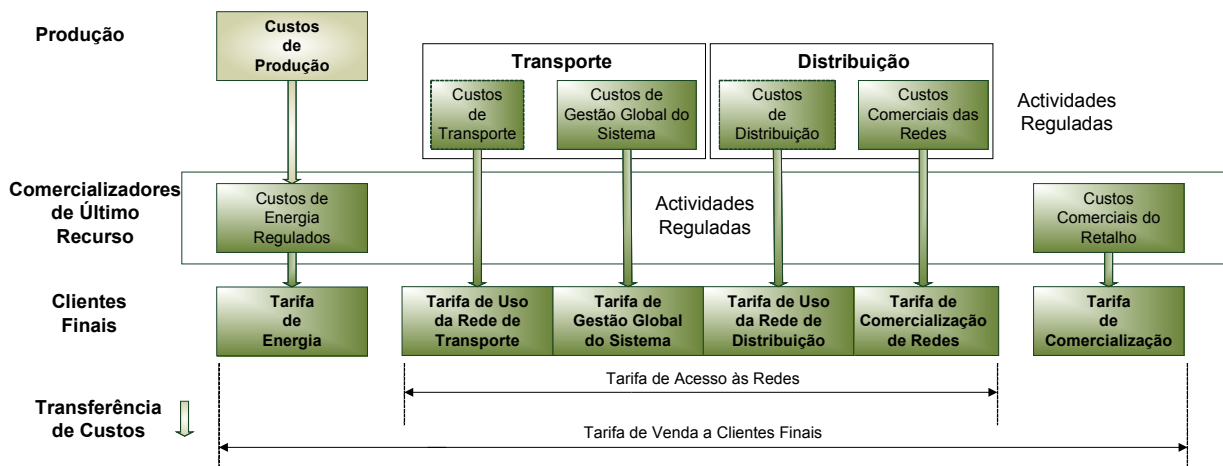 Produção
Custos
de
Produção
Transporte
Distribuição
Custos
de
Transporte
Custos de
Gestão Global do
Sistema
Custos
de
Distribuição
Custos
Comerciais das
Redes
Actividades
Reguladas
Comercializadores
de Último
Recurso
Custos de
Energia
Regulados
Actividades
Reguladas
Custos
Comerciais do
Retalho
Clientes
Finais
Tarifa
de
Energia
Tarifa de Uso
da Rede de
Transporte
Tarifa de
Gestão Global
do Sistema
Tarifa de Uso
da Rede de
Distribuição
Tarifa de
Comercialização
de Redes
Tarifa
de
Comercialização
Tarifa de Acesso às Redes
Transferência
de Custos
Tarifa de Venda a Clientes Finais